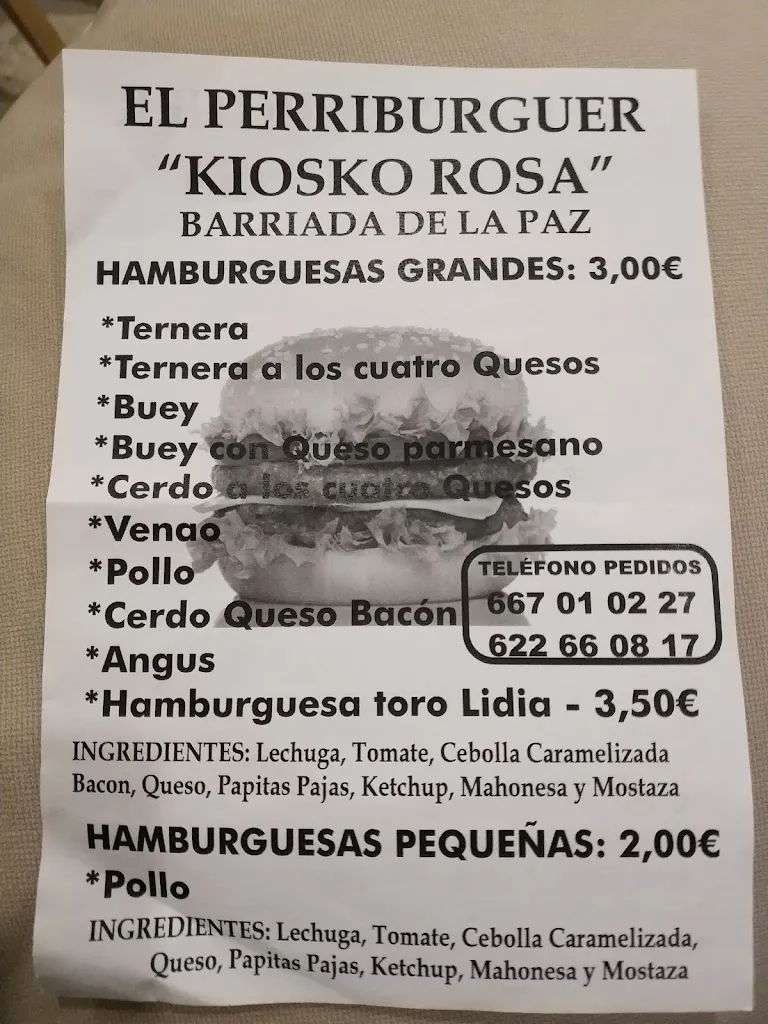 EL PERRIBURGUER
“KIOSKO ROSA”
BARRIADA DE LA PAZ
HAMBURGUESAS GRANDES: 3,00€
*Ternera
*Ternera a los cuatro Quesos
*Buey
*Buey con Queso parmesano
*Cerdo a los cuatro Quesos
*Venao
*Pollo
*Cerdo Queso Bacón
*Angus
*Hamburguesa toro Lidia - 3,50€
TELÉFONO PEDIDOS
667 01 02 27
622 66 08 17
INGREDIENTES: Lechuga, Tomate, Cebolla Caramelizada
Bacon, Queso, Papitas Pajas, Ketchup, Mahonesa y Mostaza
HAMBURGUESAS PEQUEÑAS: 2,00€
*Pollo
INGREDIENTES: Lechuga, Tomate, Cebolla Caramelizada,
Queso, Papitas Pajas, Ketchup, Mahonesa y Mostaza